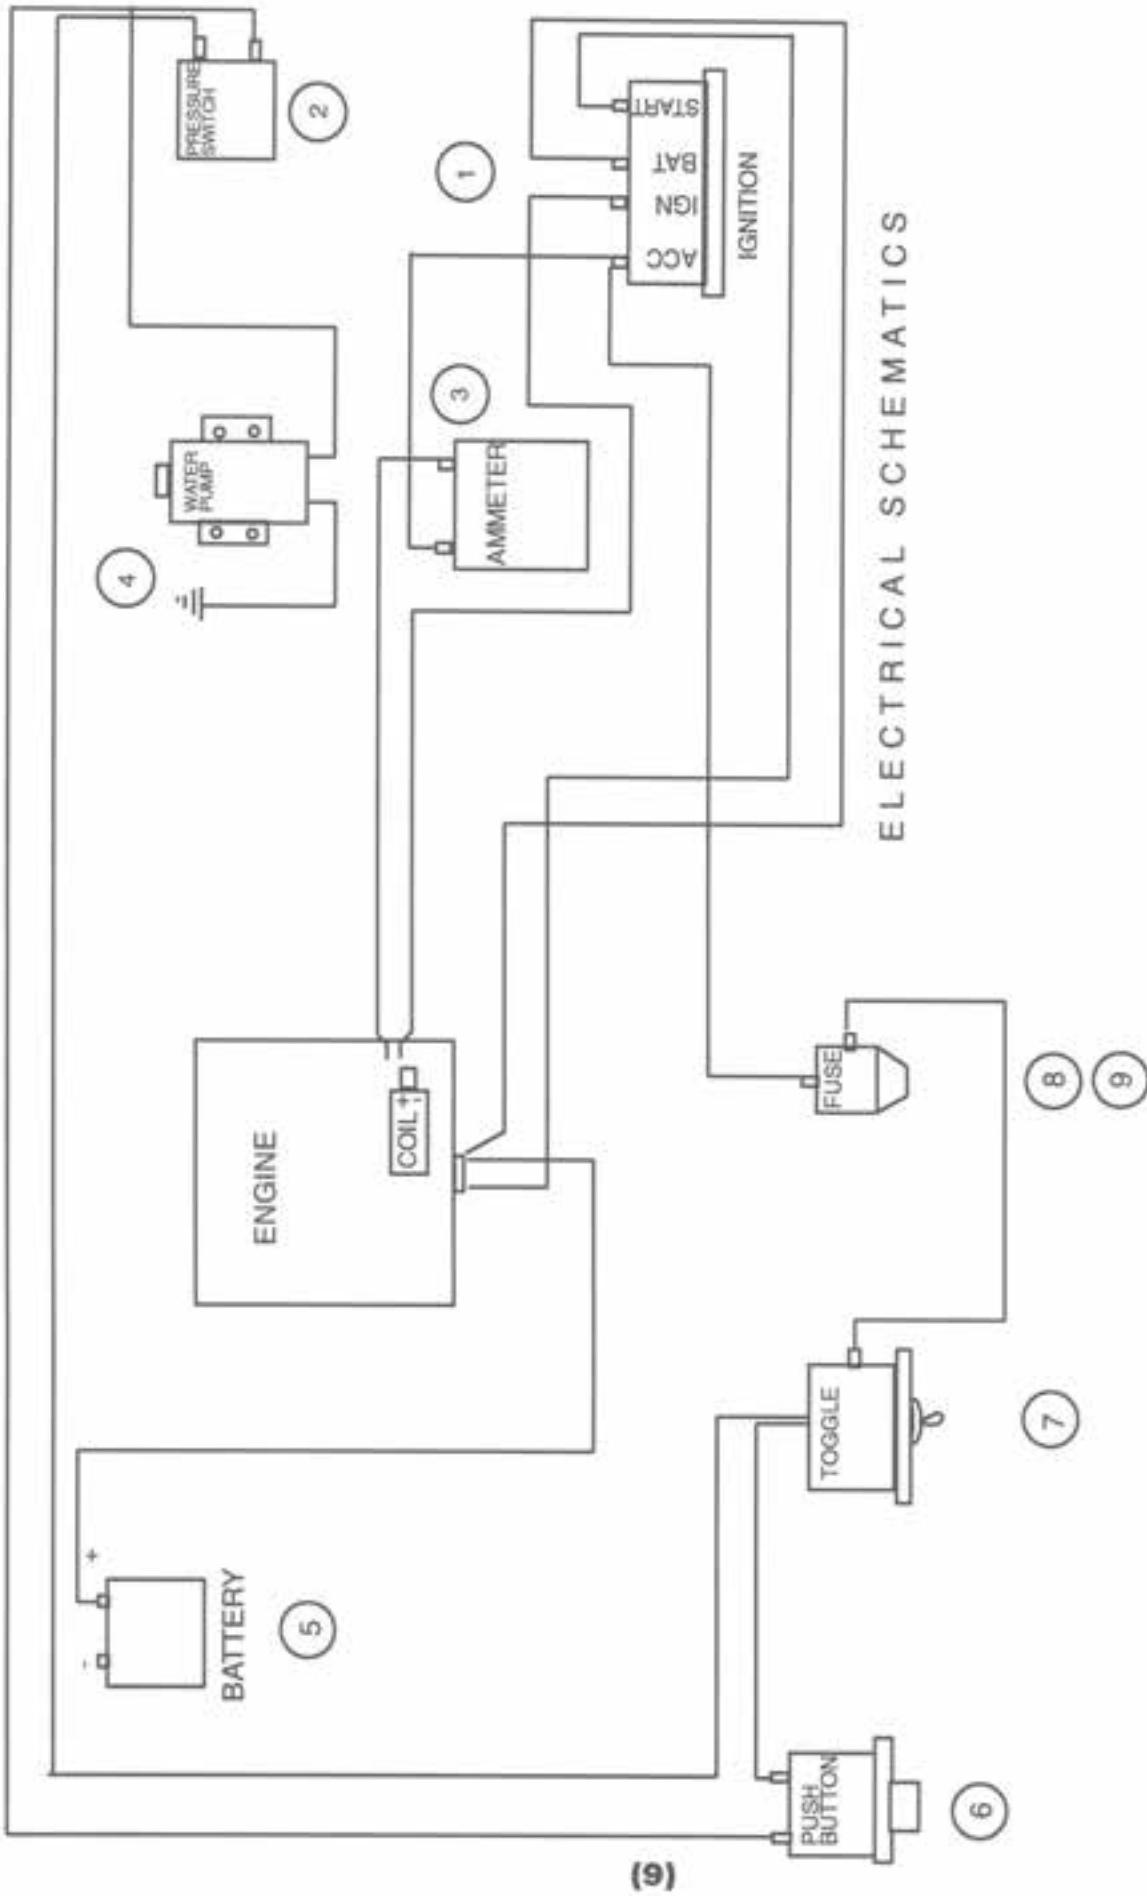 - +
BATTERY
5
ENGINE
COIL + -
4
WATER
PUMP
PRESSURE
SWITCH
2
AMMETER
3
1
ACC IGN BAT START
IGNITION
PUSH
BUTTON
6
TOGGLE
7
FUSE
8
9
ELECTRICAL SCHEMATICS
(9)